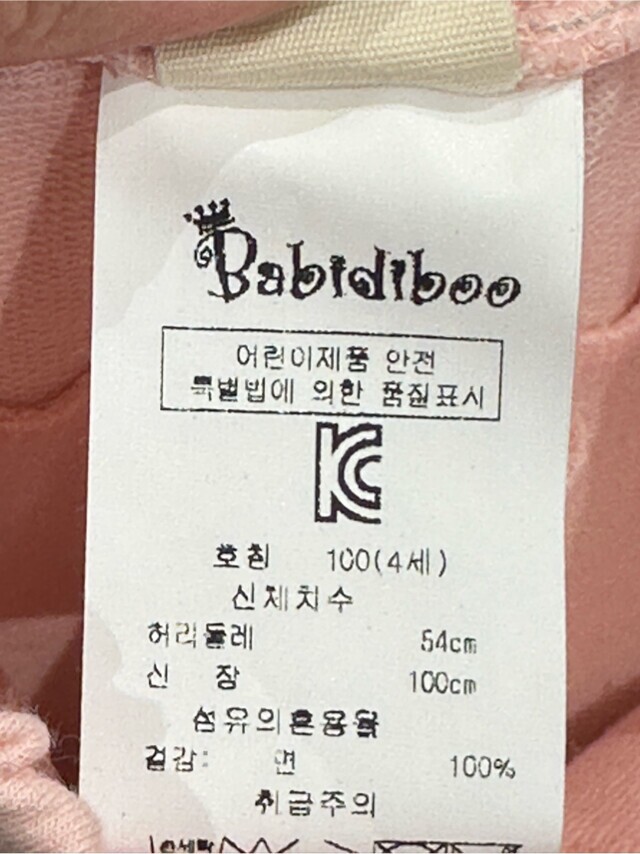 Babidiboo
어린이제품 안전
특별법에 의한 품질표시
KC
호칭 100(4세)
신체치수
허리둘레 54cm
신 장 100cm
섬유의혼용율
겉감: 면 100%
취급주의